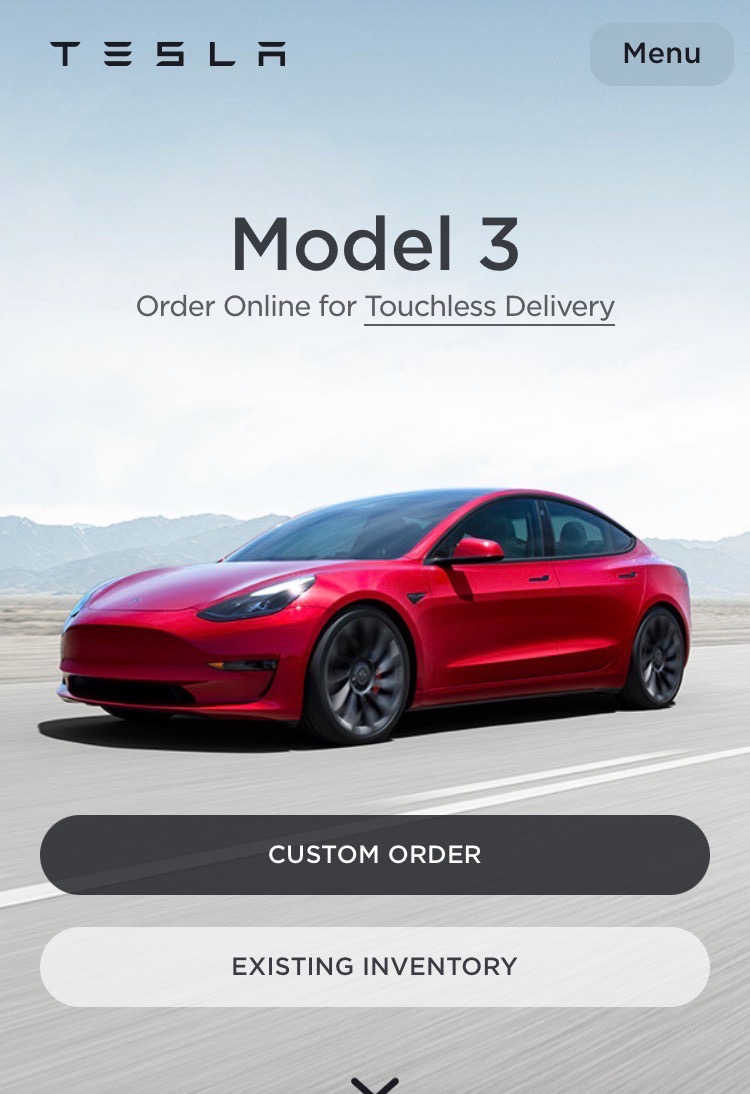 TESLA
Menu
Model 3
Order Online for Touchless Delivery
CUSTOM ORDER
EXISTING INVENTORY